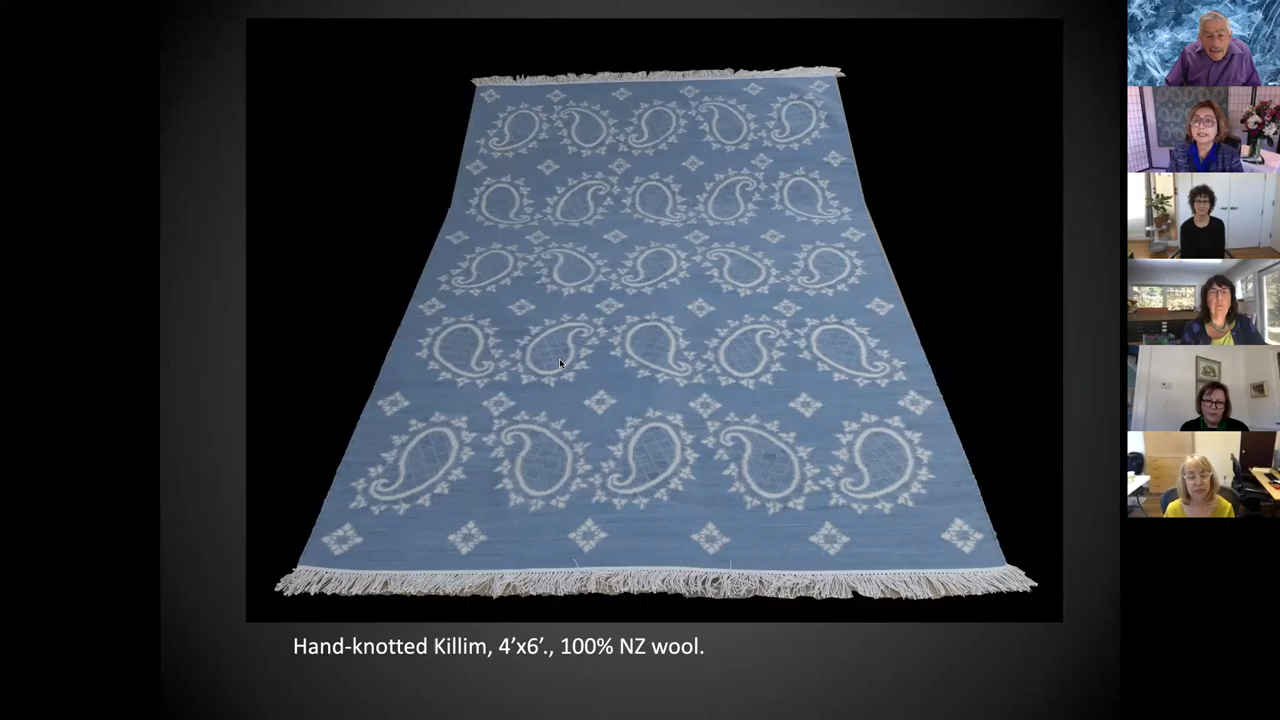 Hand-knotted Killim, 4’x6’., 100% NZ wool.